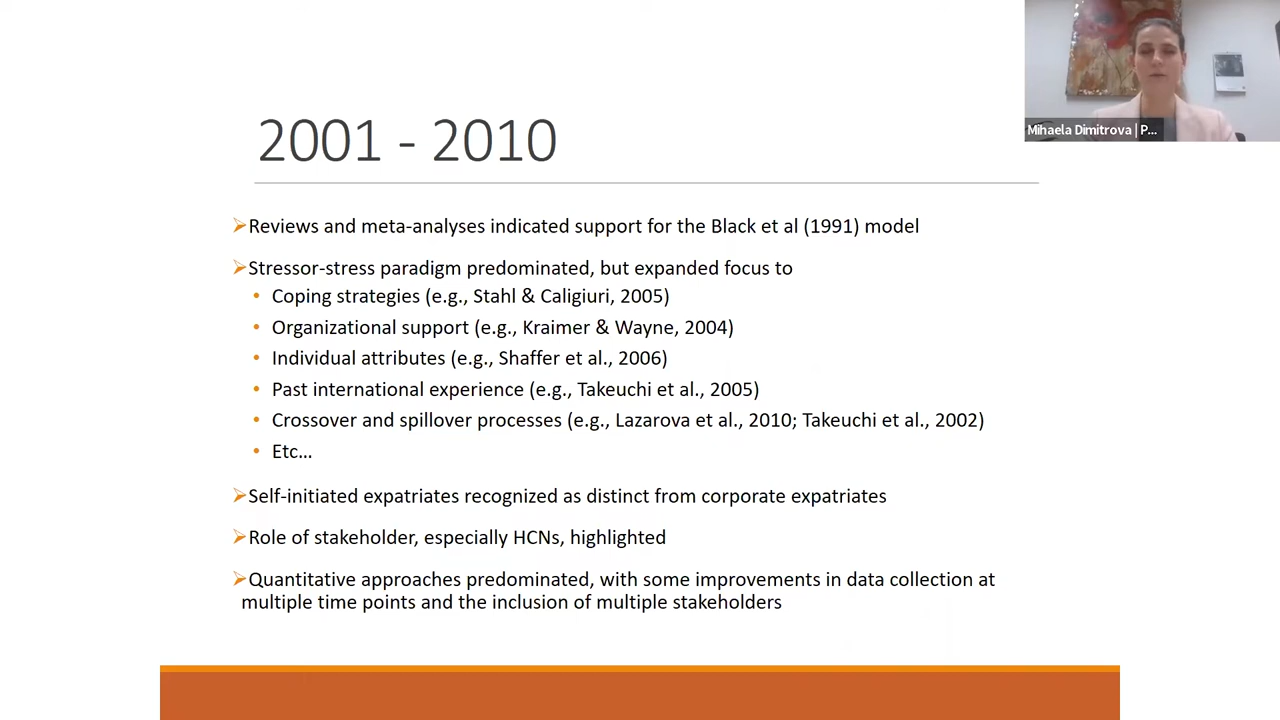 2001 - 2010
Mihaela Dimitrova | P...
Reviews and meta-analyses indicated support for the Black et al (1991) model
Stressor-stress paradigm predominated, but expanded focus to
• Coping strategies (e.g., Stahl & Caligiuri, 2005)
• Organizational support (e.g., Kraimer & Wayne, 2004)
• Individual attributes (e.g., Shaffer et al., 2006)
• Past international experience (e.g., Takeuchi et al., 2005)
• Crossover and spillover processes (e.g., Lazarova et al., 2010; Takeuchi et al., 2002)
• Etc…
Self-initiated expatriates recognized as distinct from corporate expatriates
Role of stakeholder, especially HCNs, highlighted
Quantitative approaches predominated, with some improvements in data collection at
multiple time points and the inclusion of multiple stakeholders